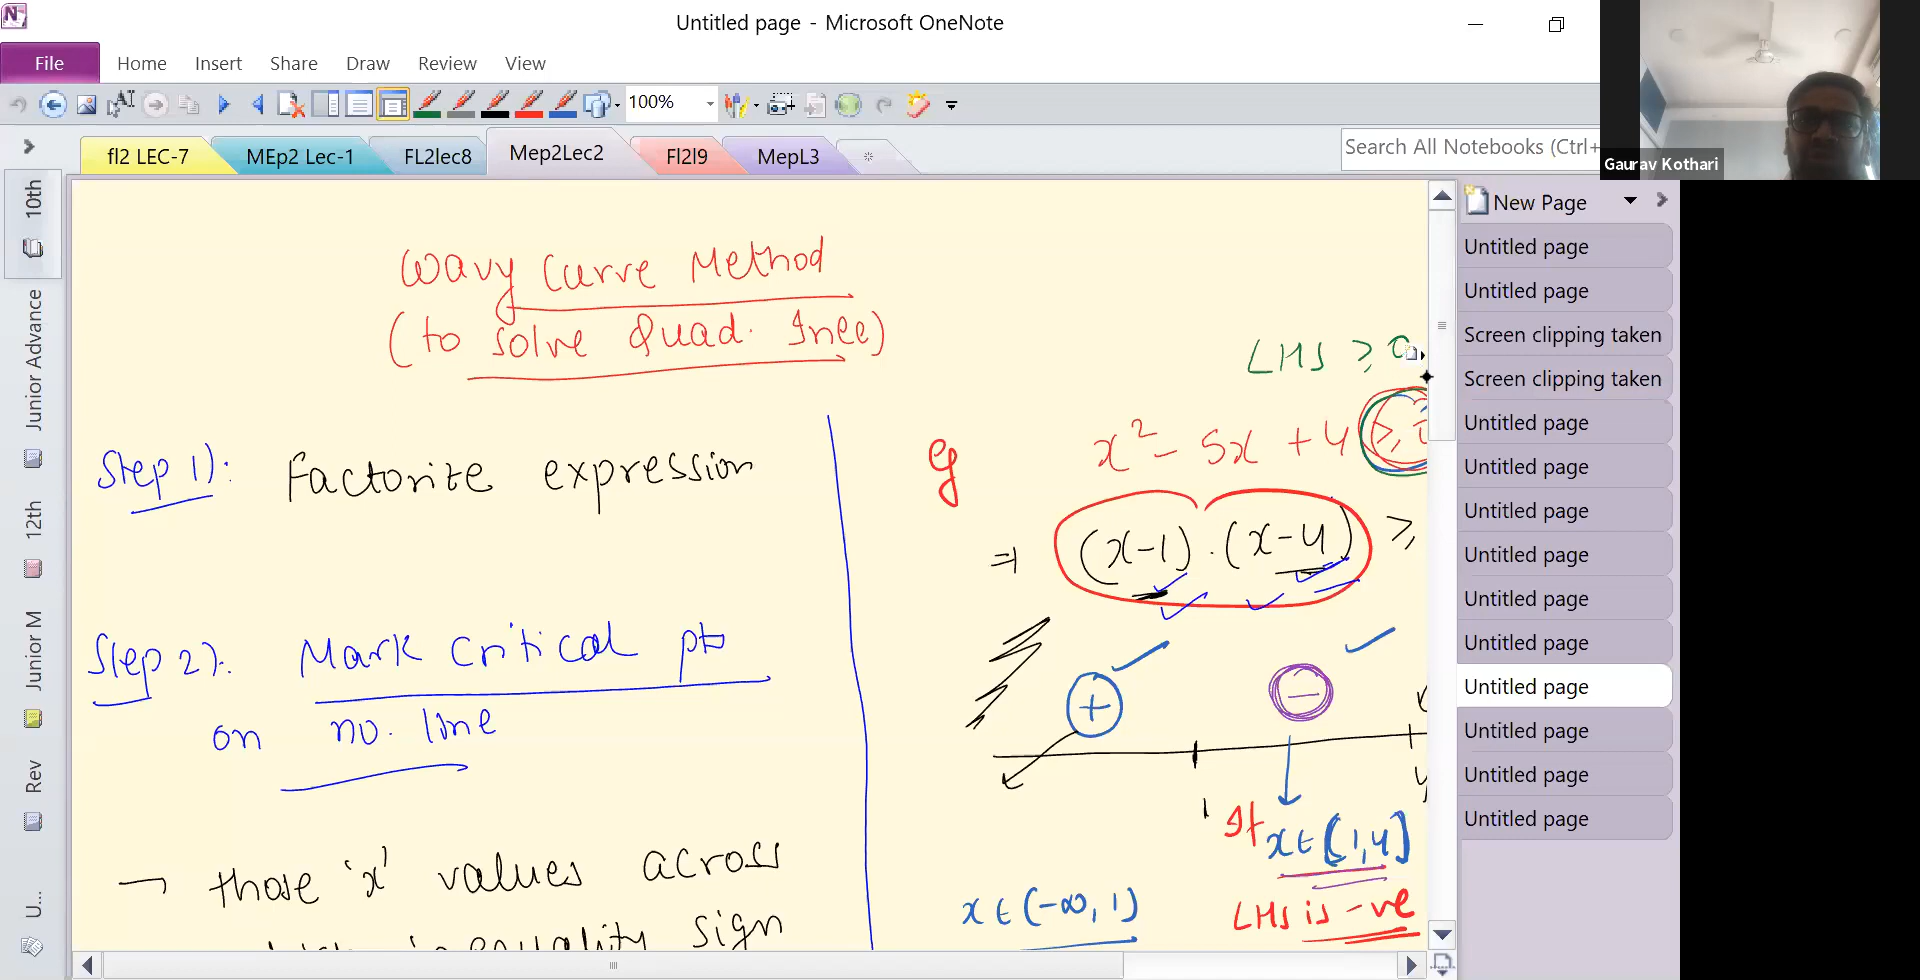 Untitled page - Microsoft OneNote
File Home Insert Share Draw Review View
100%
fl2 LEC-7 MEp2 Lec-1 FL2lec8 Mep2Lec2 Fl2l9 MepL3
Search All Notebooks (Ctrl+
Gaurav Kothari
10th
Junior Advance
12th
Junior M
Rev
U...
Wavy Curve Method
(to solve Quad. Inee)
Step 1): Factorize expression
Step 2): Mark critical pts
on no. line
→ those 'x' values across
inequality sign
LHS ≥ 0
eg x² - 5x + 4 ≥
⇒ (x-1) . (x-4) ≥
+ −
1 4
If x ∈ (1,4]
x ∈ (-∞, 1) LHS is -ve
New Page
Untitled page
Untitled page
Screen clipping taken
Screen clipping taken
Untitled page
Untitled page
Untitled page
Untitled page
Untitled page
Untitled page
Untitled page
Untitled page
Untitled page
Untitled page